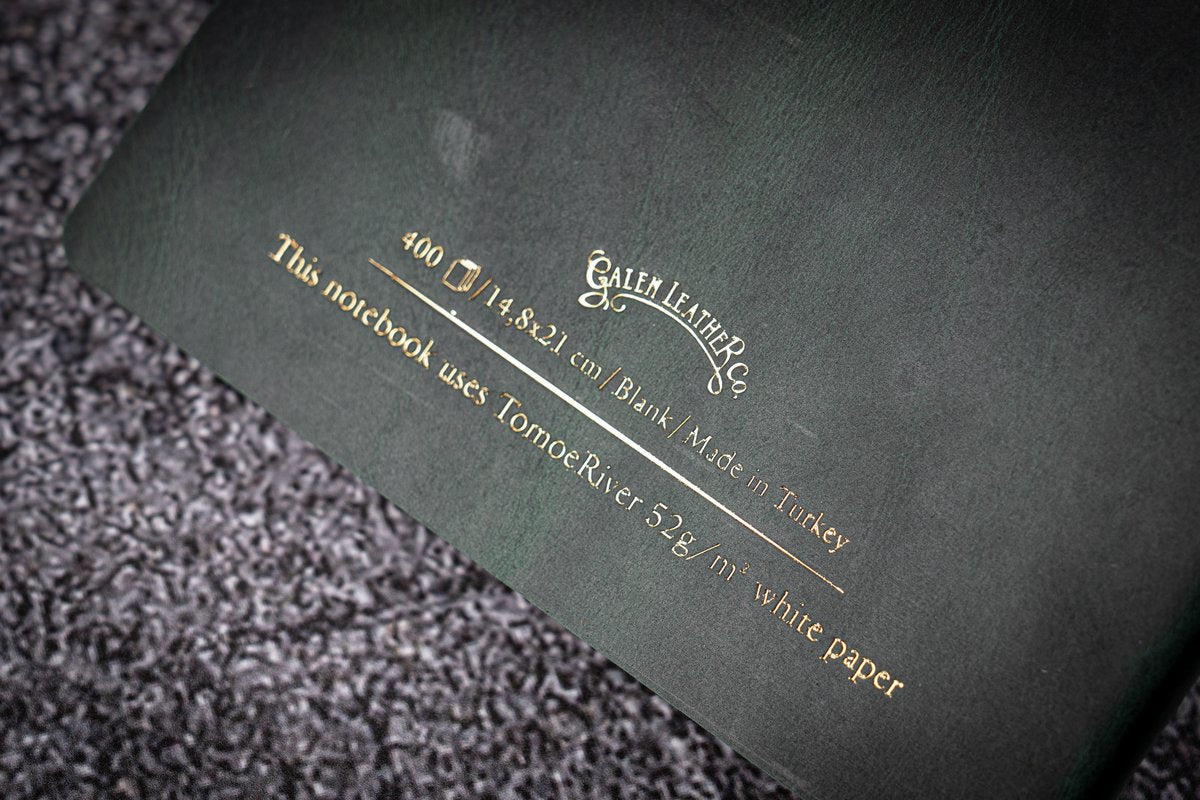 GALEN LEATHER Co
400 / 14,8x21 cm / Blank / Made in Turkey
This notebook uses TomoeRiver 52g/m² white paper